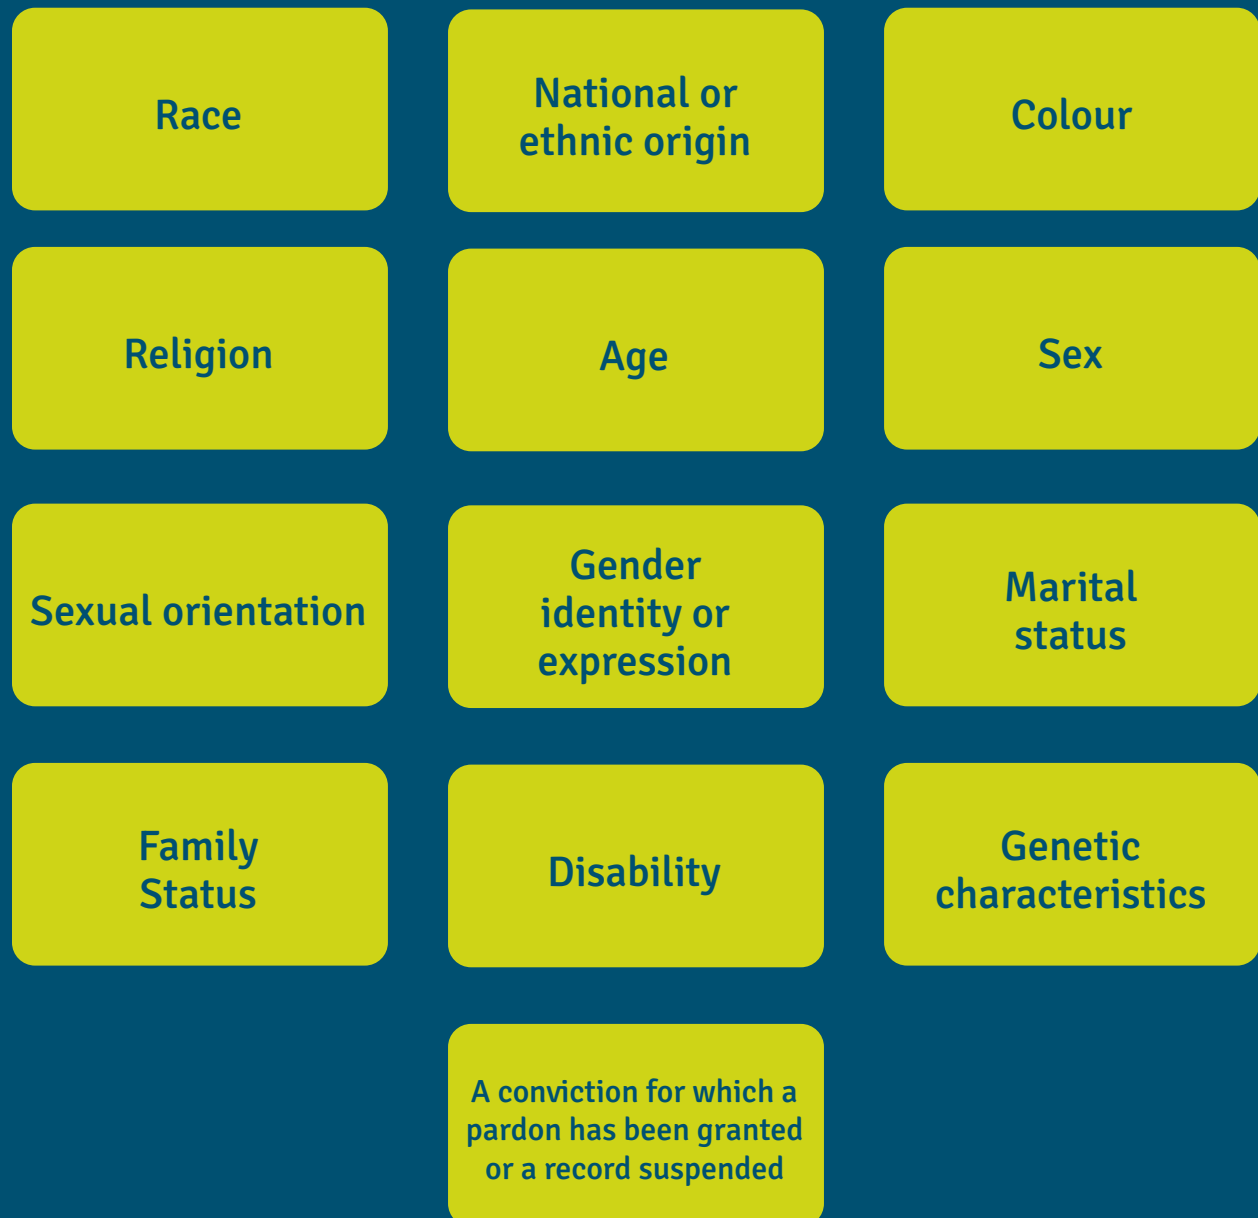 Race
National or
ethnic origin
Colour
Religion
Age
Sex
Sexual orientation
Gender
identity or
expression
Marital
status
Family
Status
Disability
Genetic
characteristics
A conviction for which a
pardon has been granted
or a record suspended